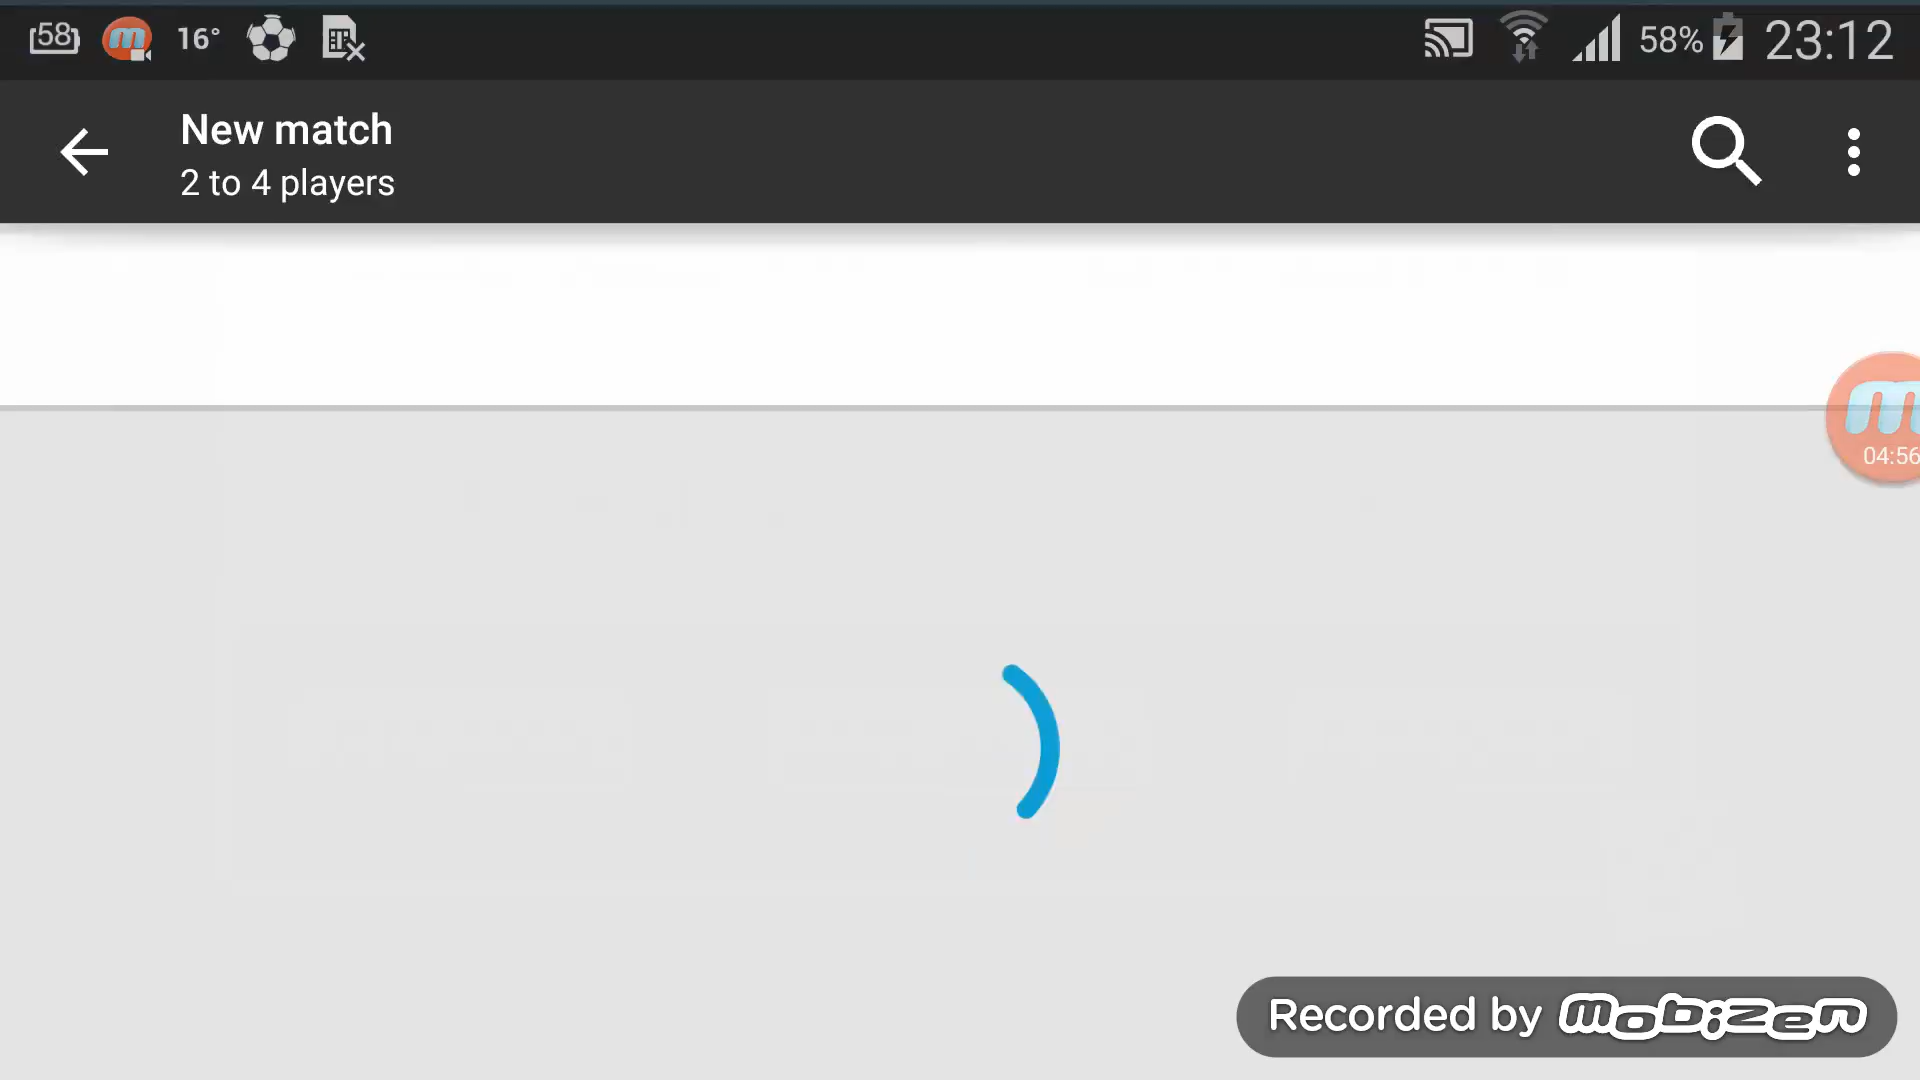 58 m 16° 58% 23:12
New match
2 to 4 players
m
04:56
Recorded by mobizen